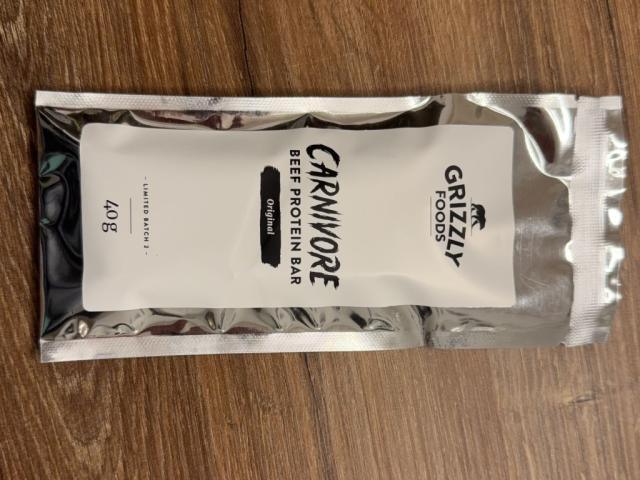 GRIZZLY
FOODS
CARNIVORE
BEEF PROTEIN BAR
Original
- LIMITED BATCH 2 -
40g